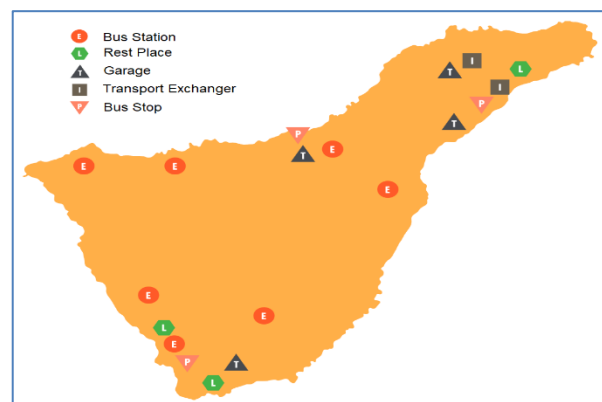 E Bus Station
L Rest Place
T Garage
I Transport Exchanger
P Bus Stop
I
T
L
I
P
T
P
T
E
E
E
E
E
E
L
E
P
T
L